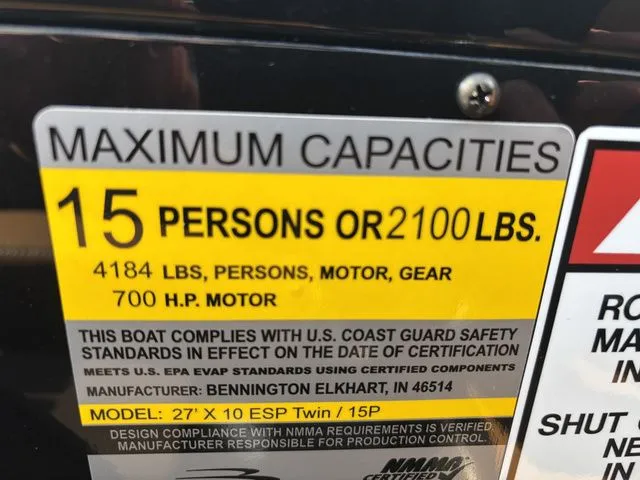 MAXIMUM CAPACITIES
15 PERSONS OR 2100 LBS.
4184 LBS, PERSONS, MOTOR, GEAR
700 H.P. MOTOR
THIS BOAT COMPLIES WITH U.S. COAST GUARD SAFETY
STANDARDS IN EFFECT ON THE DATE OF CERTIFICATION
MEETS U.S. EPA EVAP STANDARDS USING CERTIFIED COMPONENTS
MANUFACTURER: BENNINGTON ELKHART, IN 46514
MODEL: 27' X 10 ESP Twin / 15P
DESIGN COMPLIANCE WITH NMMA REQUIREMENTS BELOW IS
MANUFACTURER RESPONSIBLE FOR PRODUCTION CONTROL.
NMMA
CERTIFIED
RO
MA
IN
SHUT
NE
IN